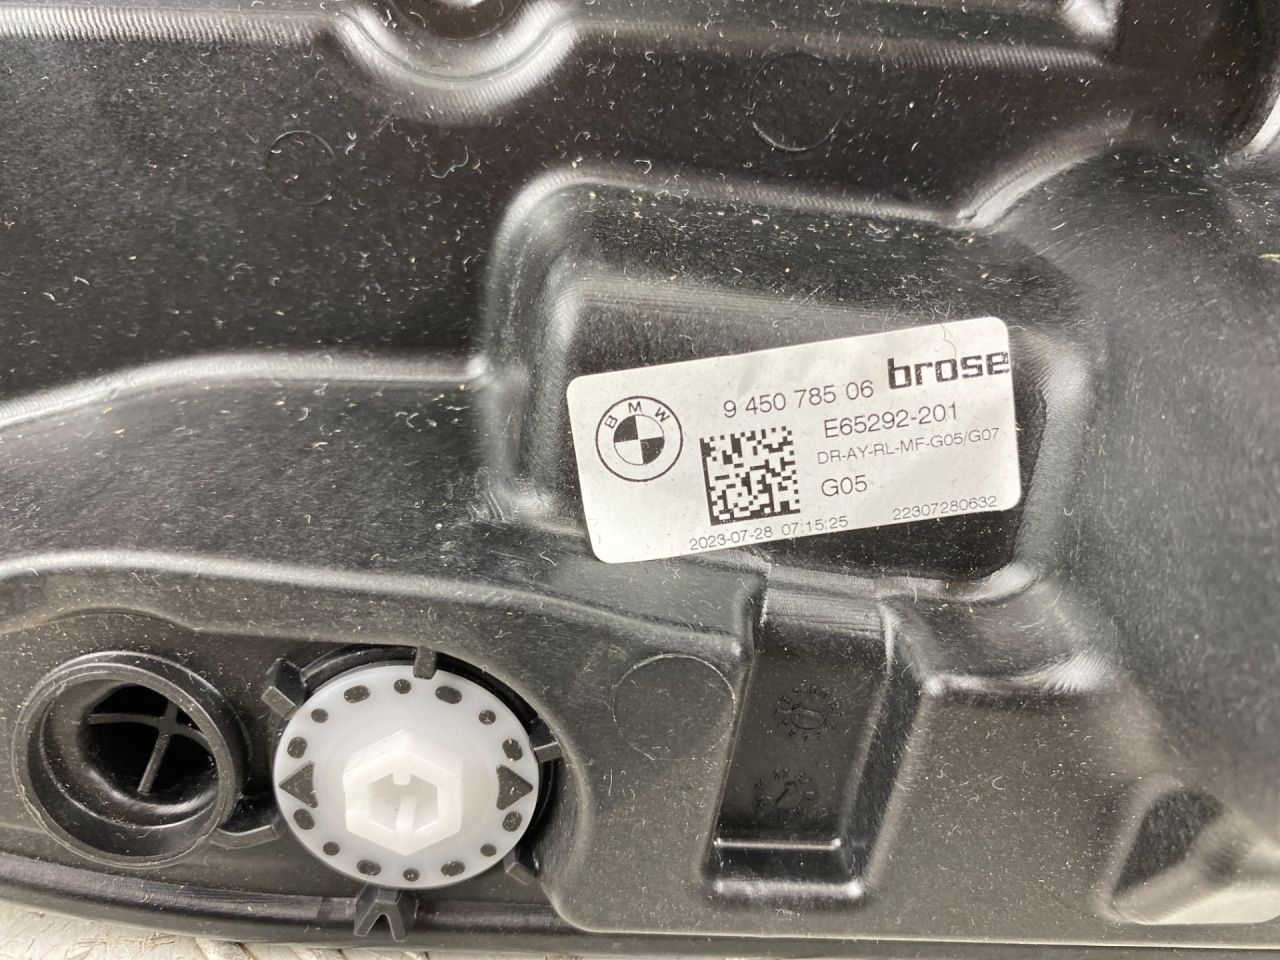 BMW
9 450 785 06
brose
E65292-201
DR-AY-RL-MF-G05/G07
G05
2023-07-28 07:15:25
22307280632